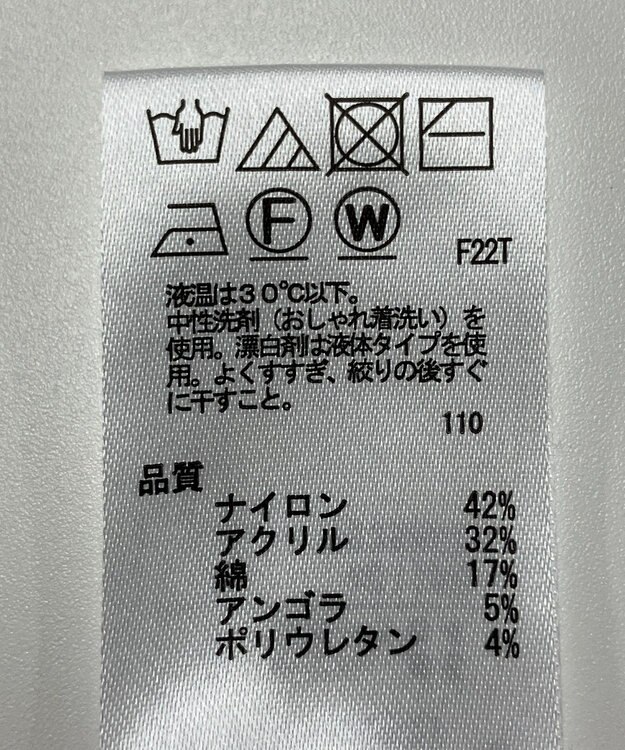 F W F22T
液温は30℃以下。
中性洗剤（おしゃれ着洗い）を
使用。漂白剤は液体タイプを使
用。よくすすぎ、絞りの後すぐ
に干すこと。
110
品質
ナイロン 42%
アクリル 32%
綿 17%
アンゴラ 5%
ポリウレタン 4%